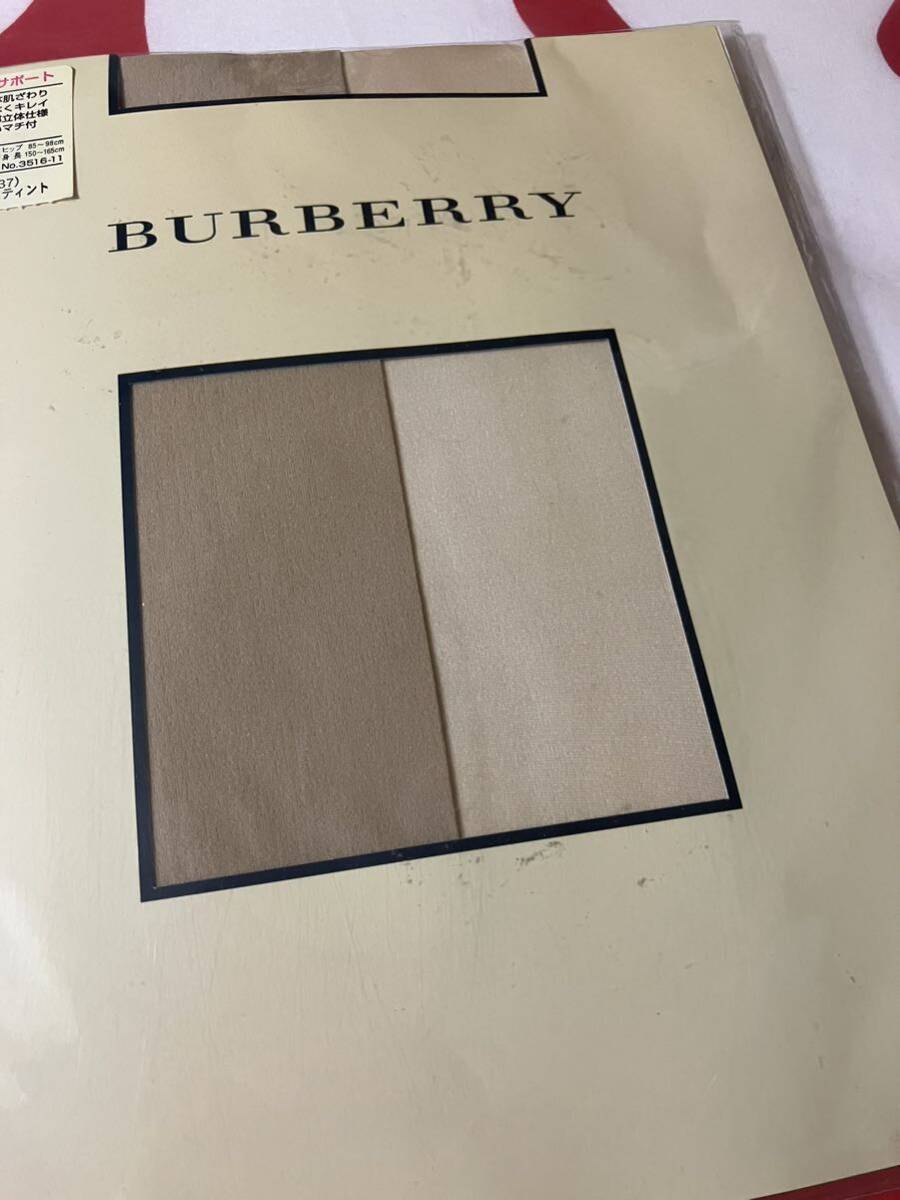 サポート
肌ざわり
くキレイ
立体仕様
マチ付
ヒップ 85～98cm
身長 150～165cm
No.3516-11
37)
ティント
BURBERRY